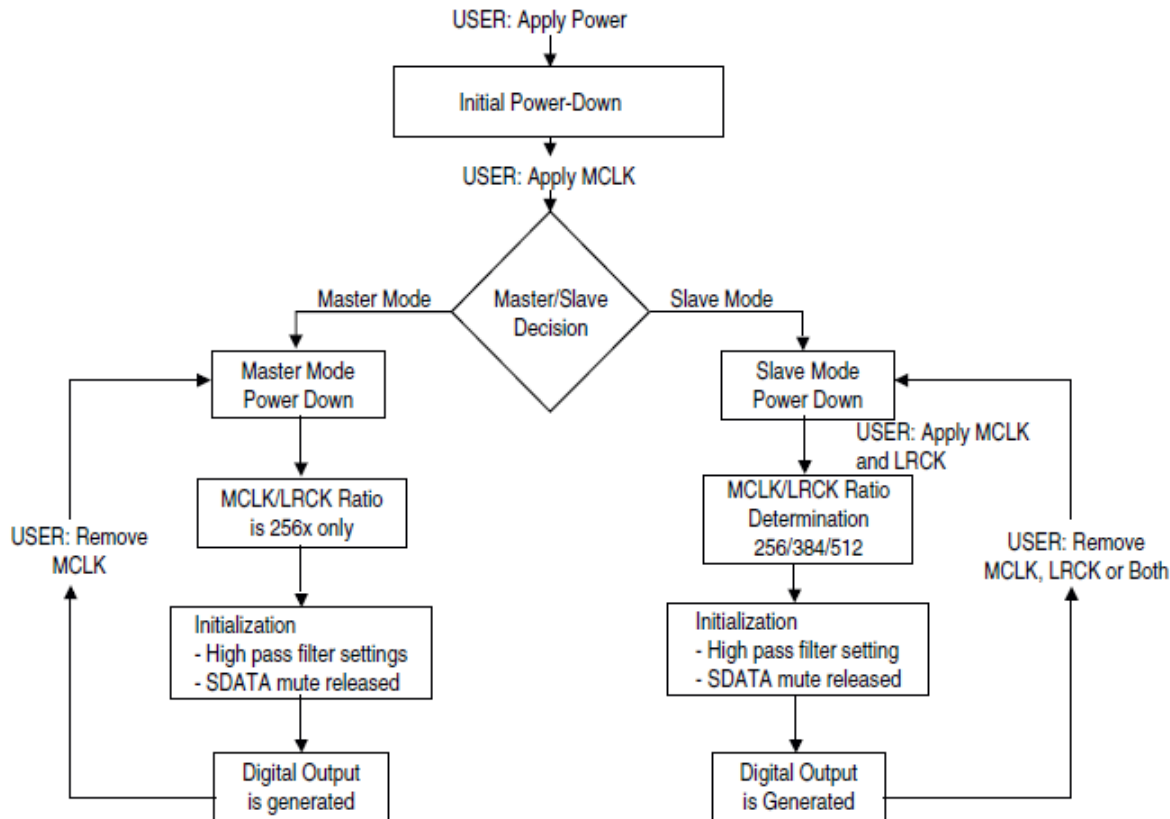 USER: Apply Power
Initial Power-Down
USER: Apply MCLK
Master/Slave
Decision
Master Mode
Slave Mode
Master Mode
Power Down
MCLK/LRCK Ratio
is 256x only
USER: Remove
MCLK
Initialization
- High pass filter settings
- SDATA mute released
Digital Output
is generated
Slave Mode
Power Down
USER: Apply MCLK
and LRCK
MCLK/LRCK Ratio
Determination
256/384/512
USER: Remove
MCLK, LRCK or Both
Initialization
- High pass filter setting
- SDATA mute released
Digital Output
is Generated